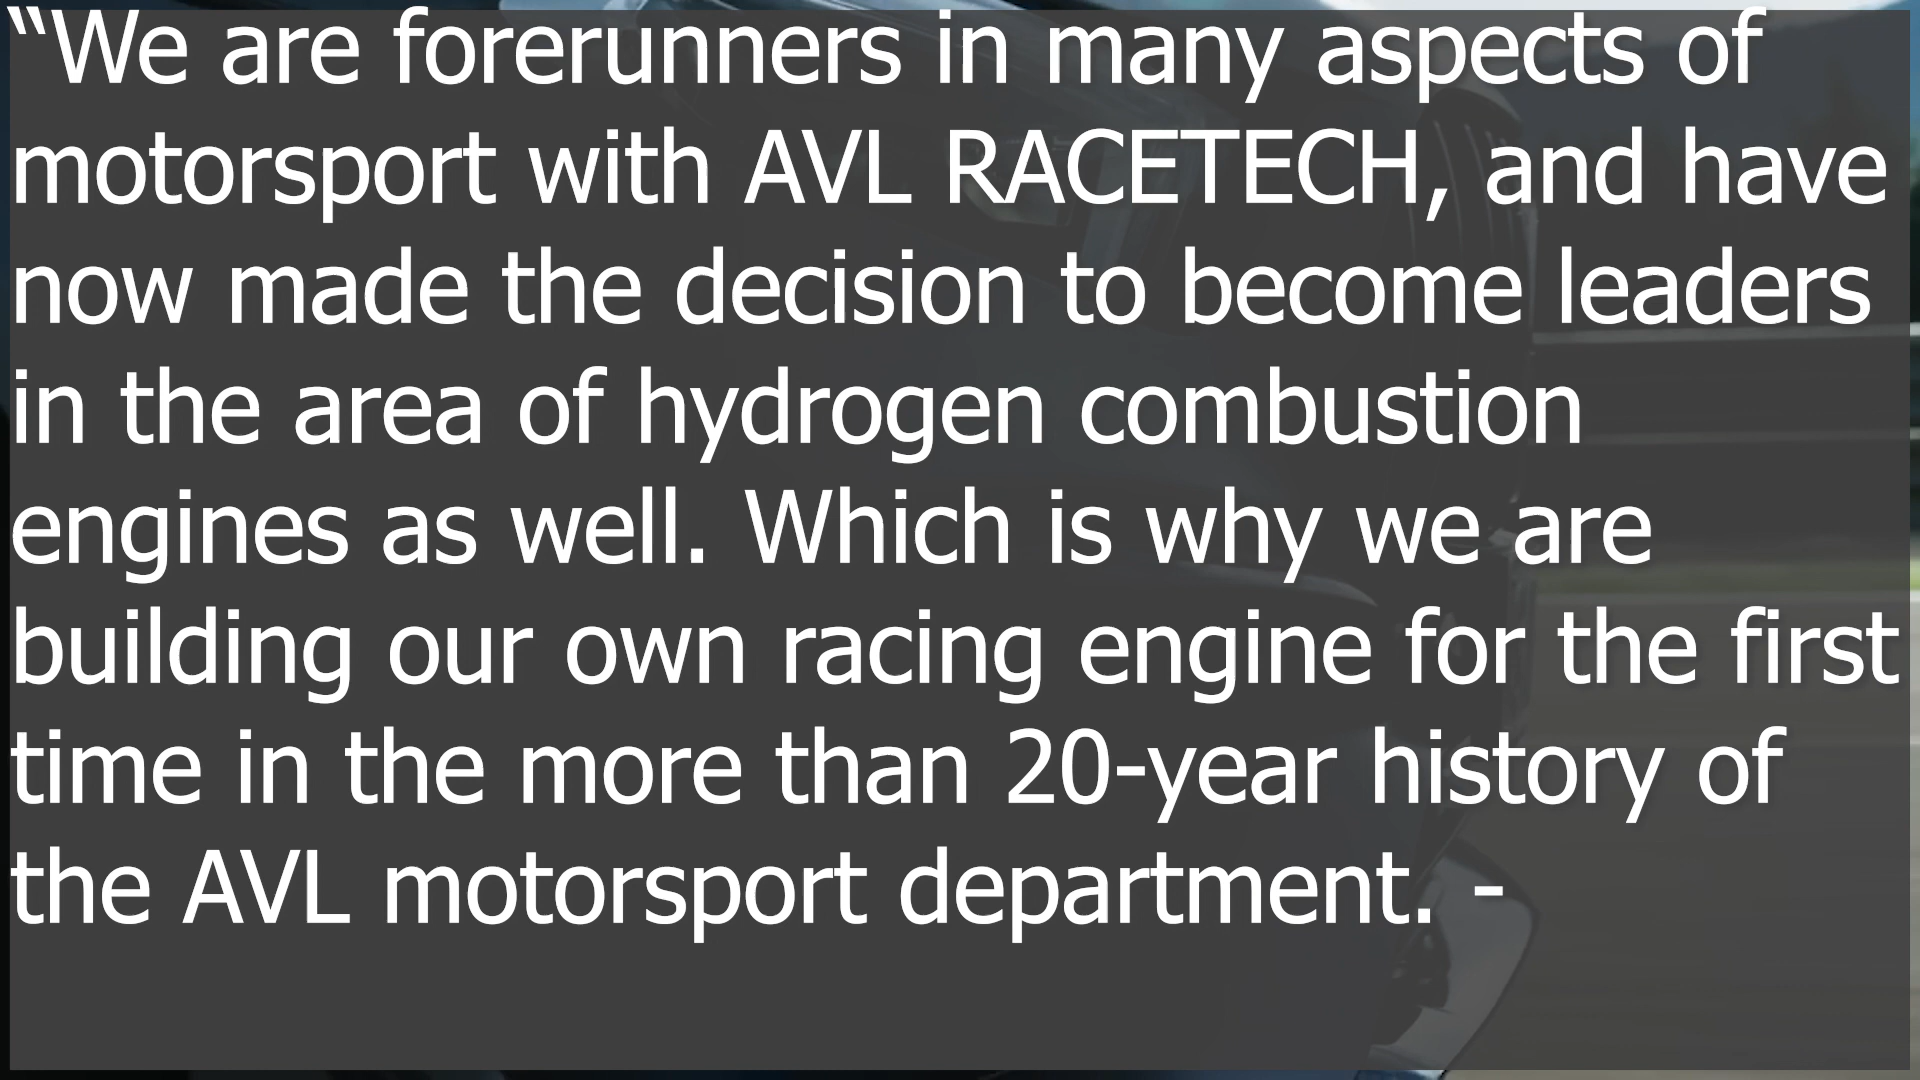 “We are forerunners in many aspects of
motorsport with AVL RACETECH, and have
now made the decision to become leaders
in the area of hydrogen combustion
engines as well. Which is why we are
building our own racing engine for the first
time in the more than 20-year history of
the AVL motorsport department. -